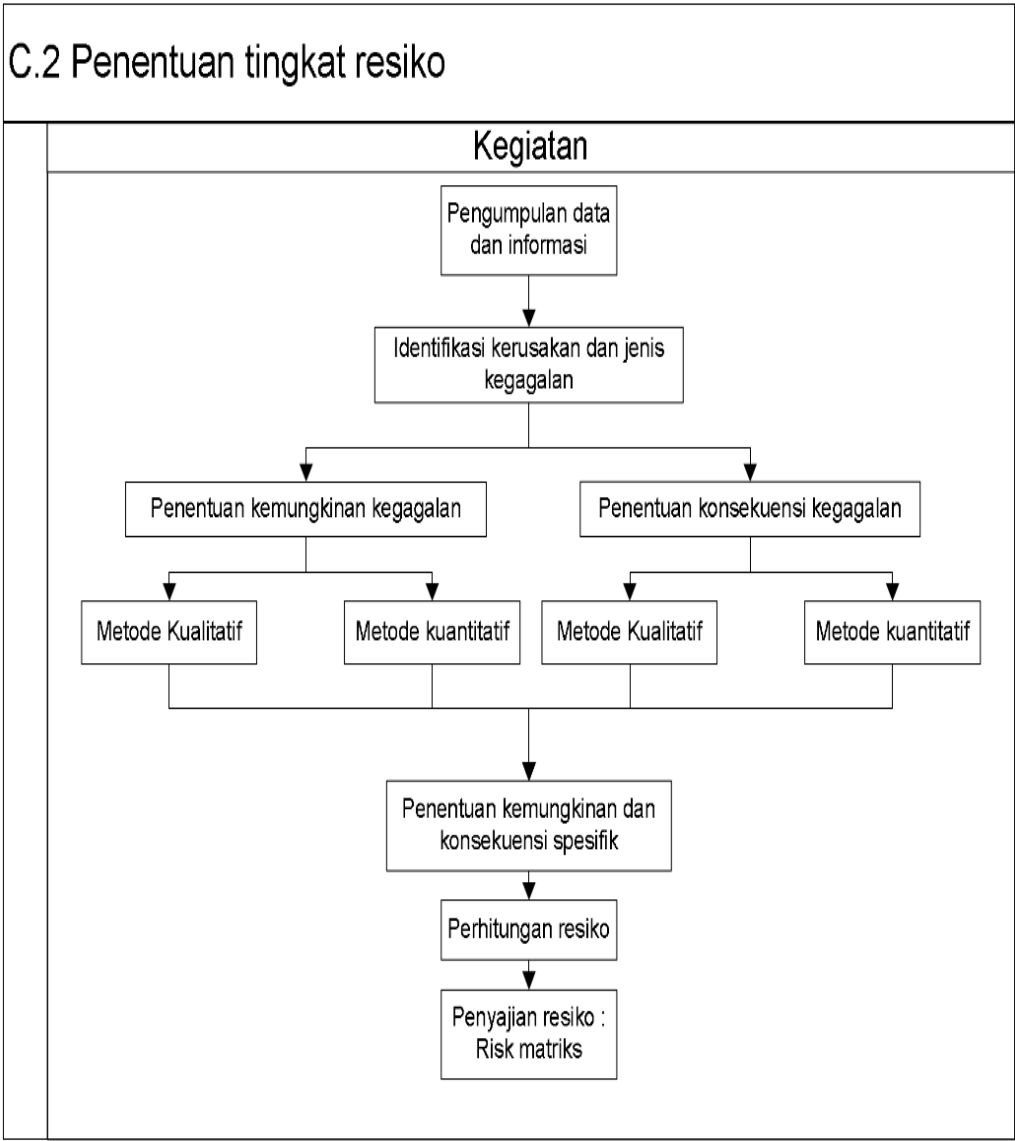 C.2 Penentuan tingkat resiko
Kegiatan
Pengumpulan data
dan informasi
Identifikasi kerusakan dan jenis
kegagalan
Penentuan kemungkinan kegagalan
Penentuan konsekuensi kegagalan
Metode Kualitatif
Metode kuantitatif
Metode Kualitatif
Metode kuantitatif
Penentuan kemungkinan dan
konsekuensi spesifik
Perhitungan resiko
Penyajian resiko :
Risk matriks